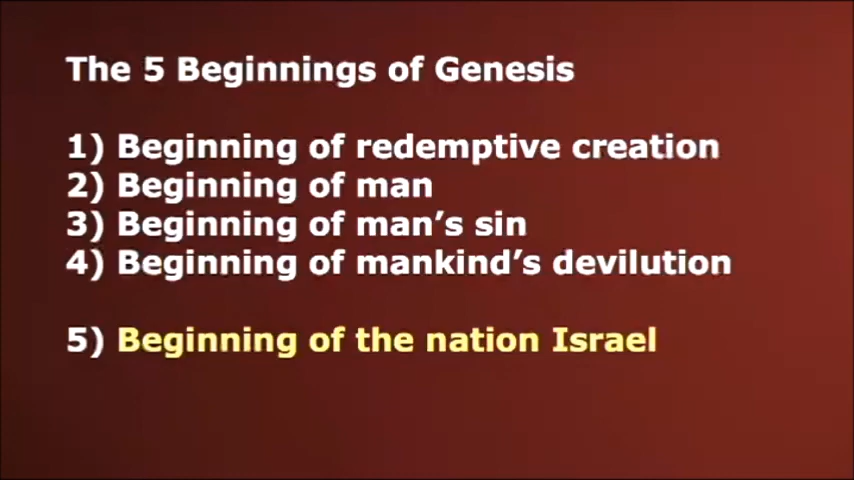 The 5 Beginnings of Genesis
1) Beginning of redemptive creation
2) Beginning of man
3) Beginning of man’s sin
4) Beginning of mankind’s devilution
5) Beginning of the nation Israel